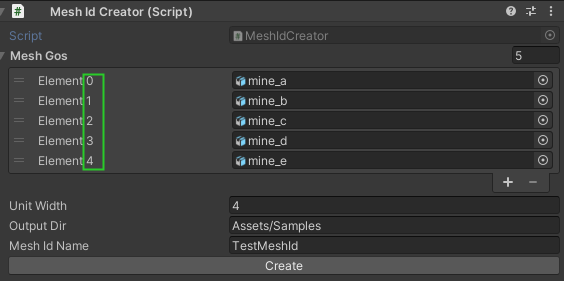 Mesh Id Creator (Script)
Script MeshIdCreator
Mesh Gos 5
Element 0 mine_a
Element 1 mine_b
Element 2 mine_c
Element 3 mine_d
Element 4 mine_e
+ −
Unit Width 4
Output Dir Assets/Samples
Mesh Id Name TestMeshId
Create